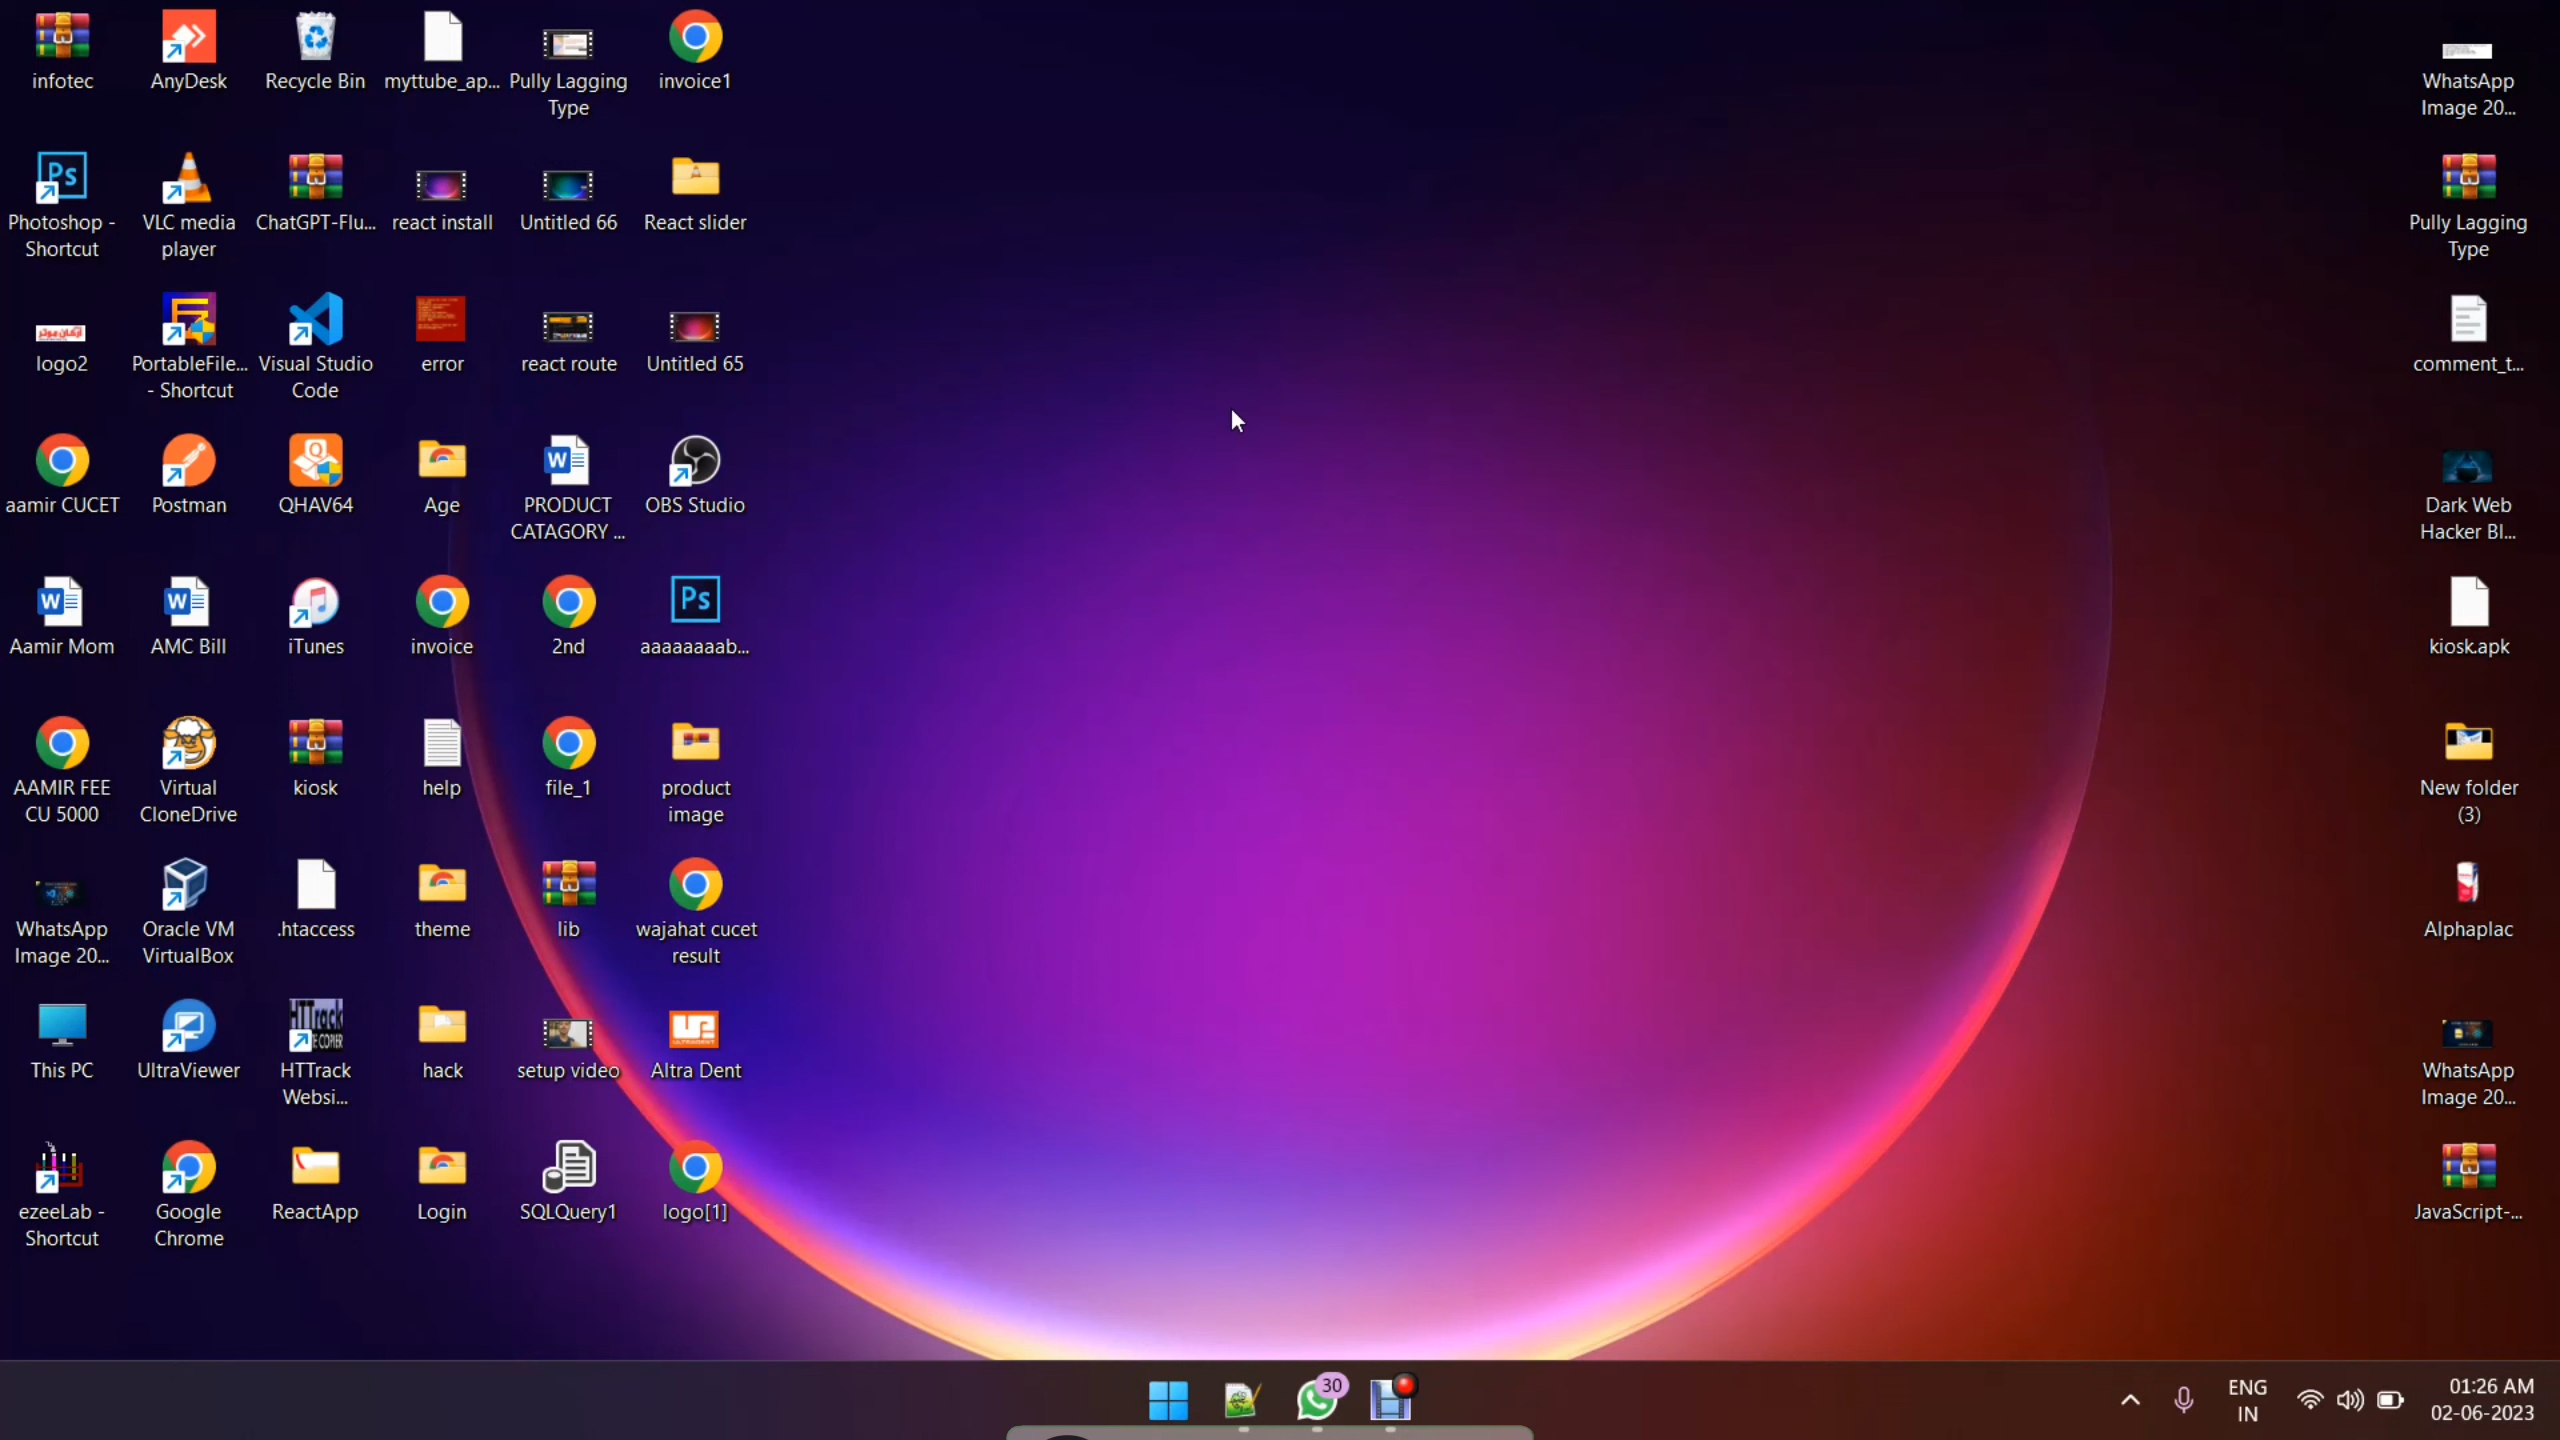 infotec
AnyDesk
Recycle Bin
myttube_ap...
Pully Lagging
Type
invoice1
WhatsApp
Image 20...
Ps
Photoshop -
Shortcut
VLC media
player
ChatGPT-Flu...
react install
Untitled 66
React slider
Pully Lagging
Type
logo2
PortableFile...
- Shortcut
Visual Studio
Code
error
react route
Untitled 65
comment_t...
aamir CUCET
Postman
QHAV64
Age
PRODUCT
CATAGORY ...
OBS Studio
Dark Web
Hacker Bl...
Aamir Mom
AMC Bill
iTunes
invoice
2nd
Ps
aaaaaaaab...
kiosk.apk
AAMIR FEE
CU 5000
Virtual
CloneDrive
kiosk
help
file_1
product
image
New folder
(3)
WhatsApp
Image 20...
Oracle VM
VirtualBox
.htaccess
theme
lib
wajahat cucet
result
Alphaplac
This PC
UltraViewer
HTTrack
Websi...
hack
setup video
Altra Dent
WhatsApp
Image 20...
ezeeLab -
Shortcut
Google
Chrome
ReactApp
Login
SQLQuery1
logo[1]
JavaScript-...
30
ENG
IN
01:26 AM
02-06-2023